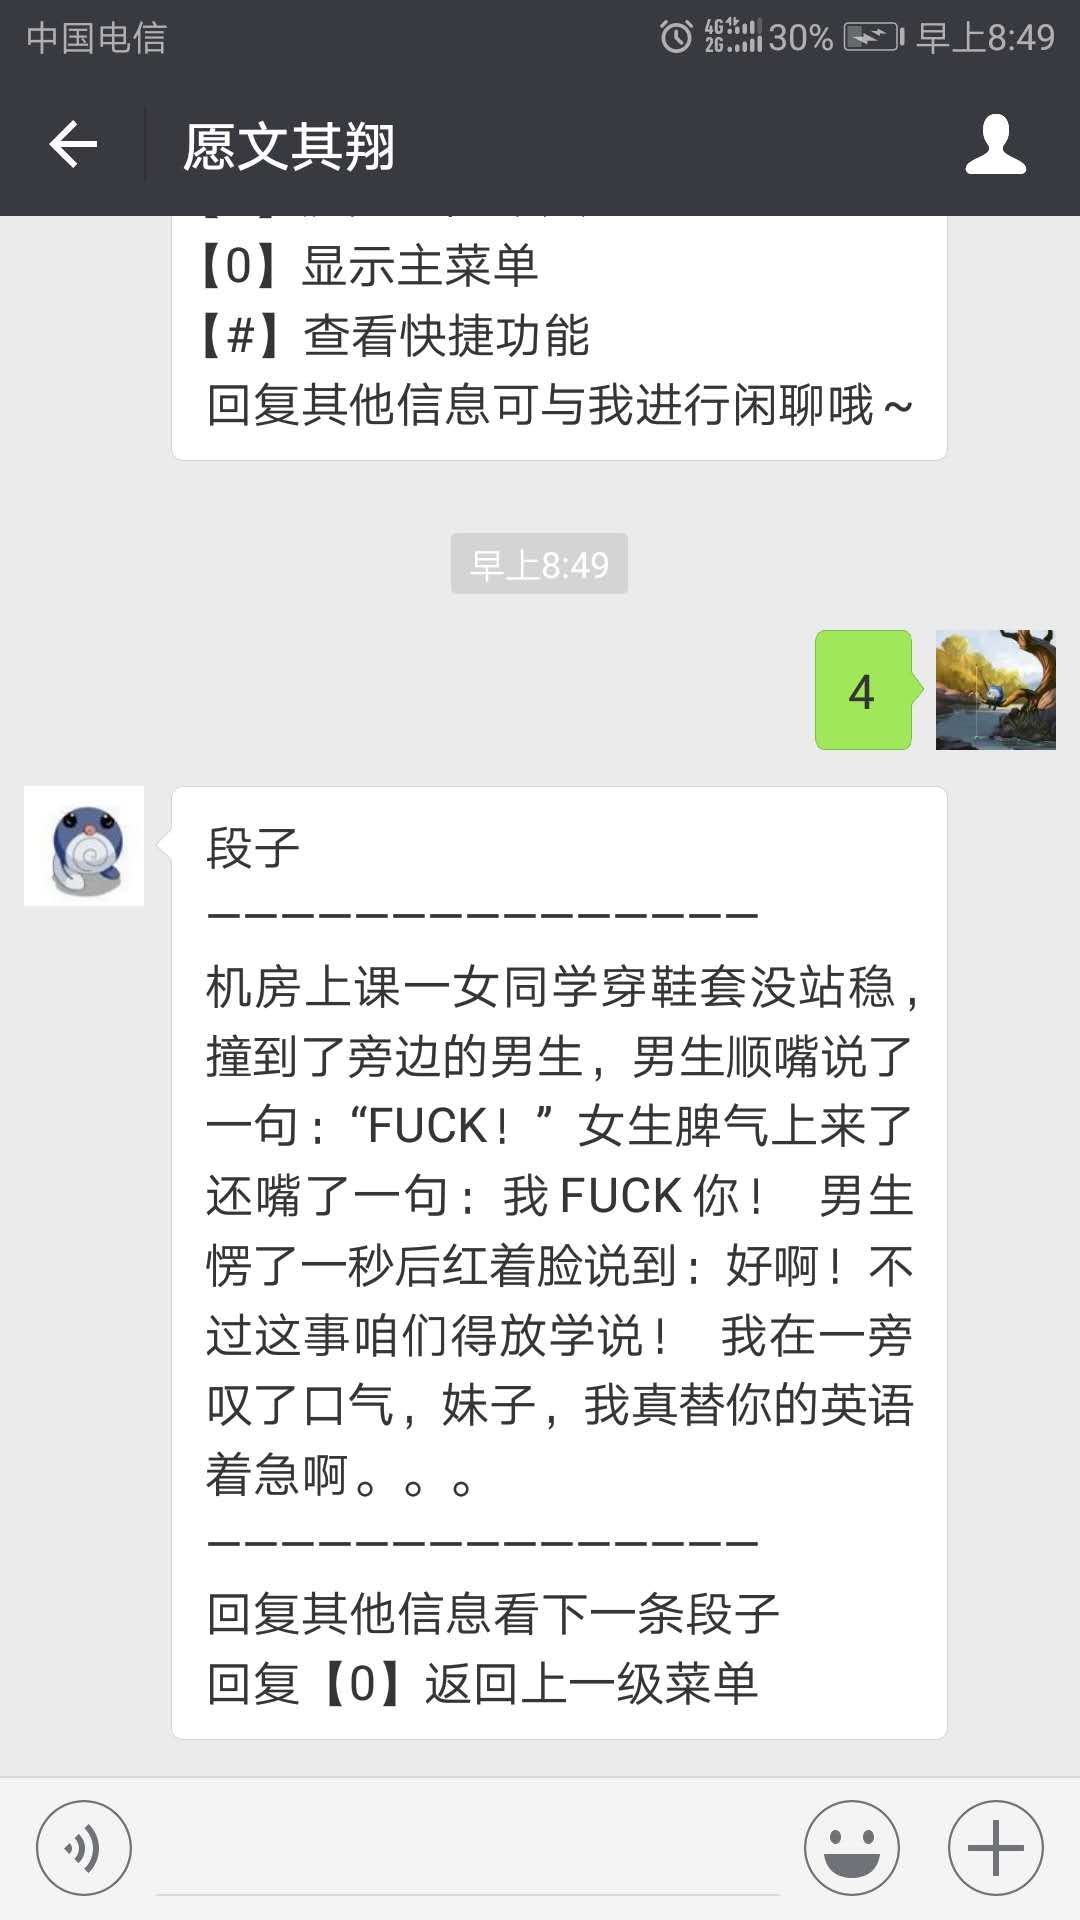 中国电信
4G
2G
30%
早上8:49
愿文其翔
【0】显示主菜单
【#】查看快捷功能
回复其他信息可与我进行闲聊哦~
早上8:49
4
段子
———————————————
机房上课一女同学穿鞋套没站稳，
撞到了旁边的男生，男生顺嘴说了
一句：“FUCK！”女生脾气上来了
还嘴了一句：我FUCK你！ 男生
愣了一秒后红着脸说到：好啊！不
过这事咱们得放学说！ 我在一旁
叹了口气，妹子，我真替你的英语
着急啊。。。
———————————————
回复其他信息看下一条段子
回复【0】返回上一级菜单